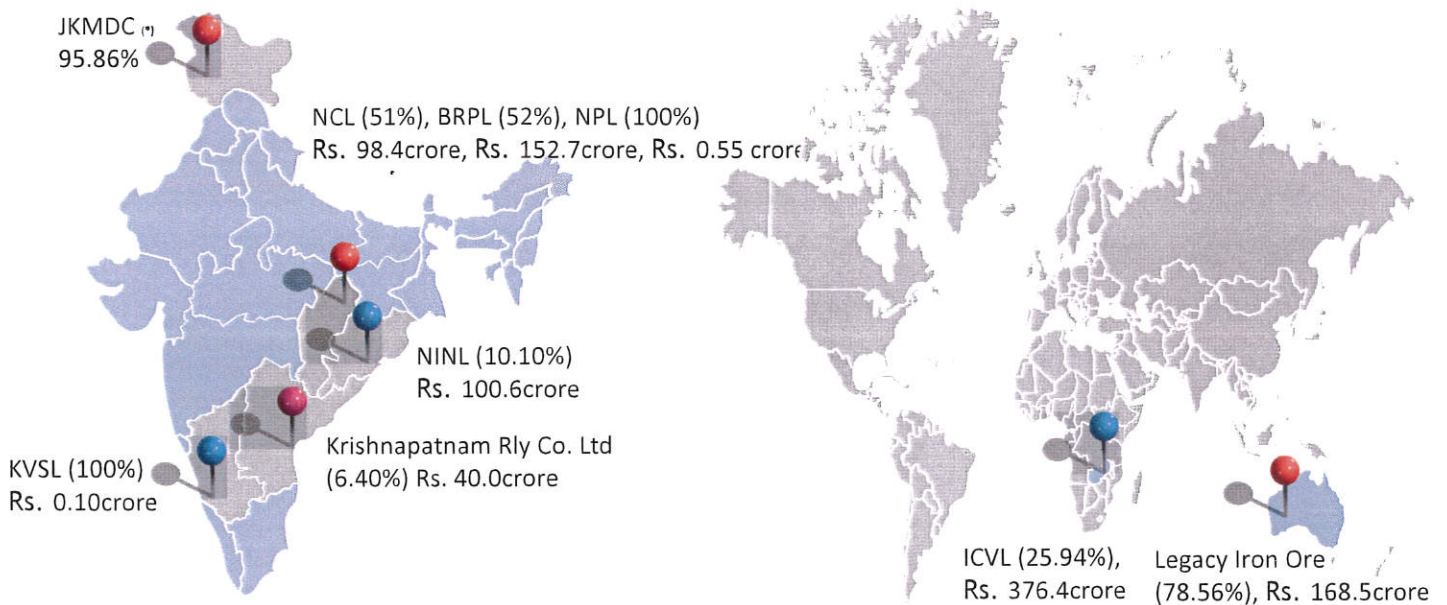 JKMDC (*)
95.86%
NCL (51%), BRPL (52%), NPL (100%)
Rs. 98.4crore, Rs. 152.7crore, Rs. 0.55 crore
NINL (10.10%)
Rs. 100.6crore
Krishnapatnam Rly Co. Ltd
(6.40%) Rs. 40.0crore
KVSL (100%)
Rs. 0.10crore
ICVL (25.94%),
Rs. 376.4crore
Legacy Iron Ore
(78.56%), Rs. 168.5crore